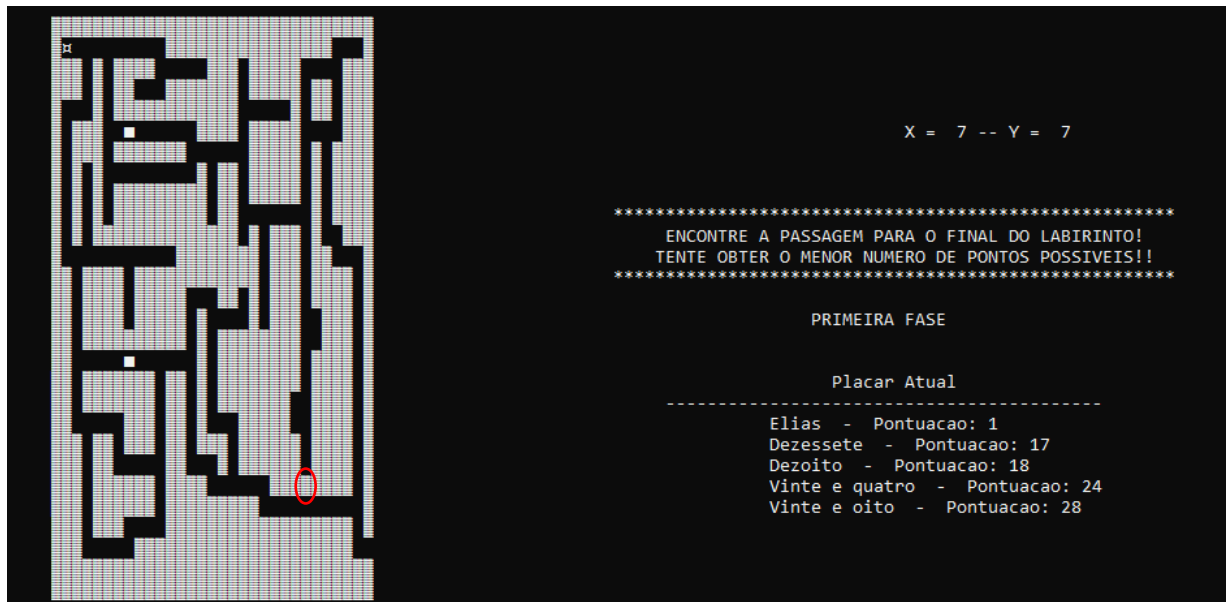 X =  7 -- Y =  7
******************************************************
ENCONTRE A PASSAGEM PARA O FINAL DO LABIRINTO!
TENTE OBTER O MENOR NUMERO DE PONTOS POSSIVEIS!!
******************************************************
PRIMEIRA FASE
Placar Atual
------------------------------------------
Elias  -  Pontuacao: 1
Dezessete  -  Pontuacao: 17
Dezoito  -  Pontuacao: 18
Vinte e quatro  -  Pontuacao: 24
Vinte e oito  -  Pontuacao: 28